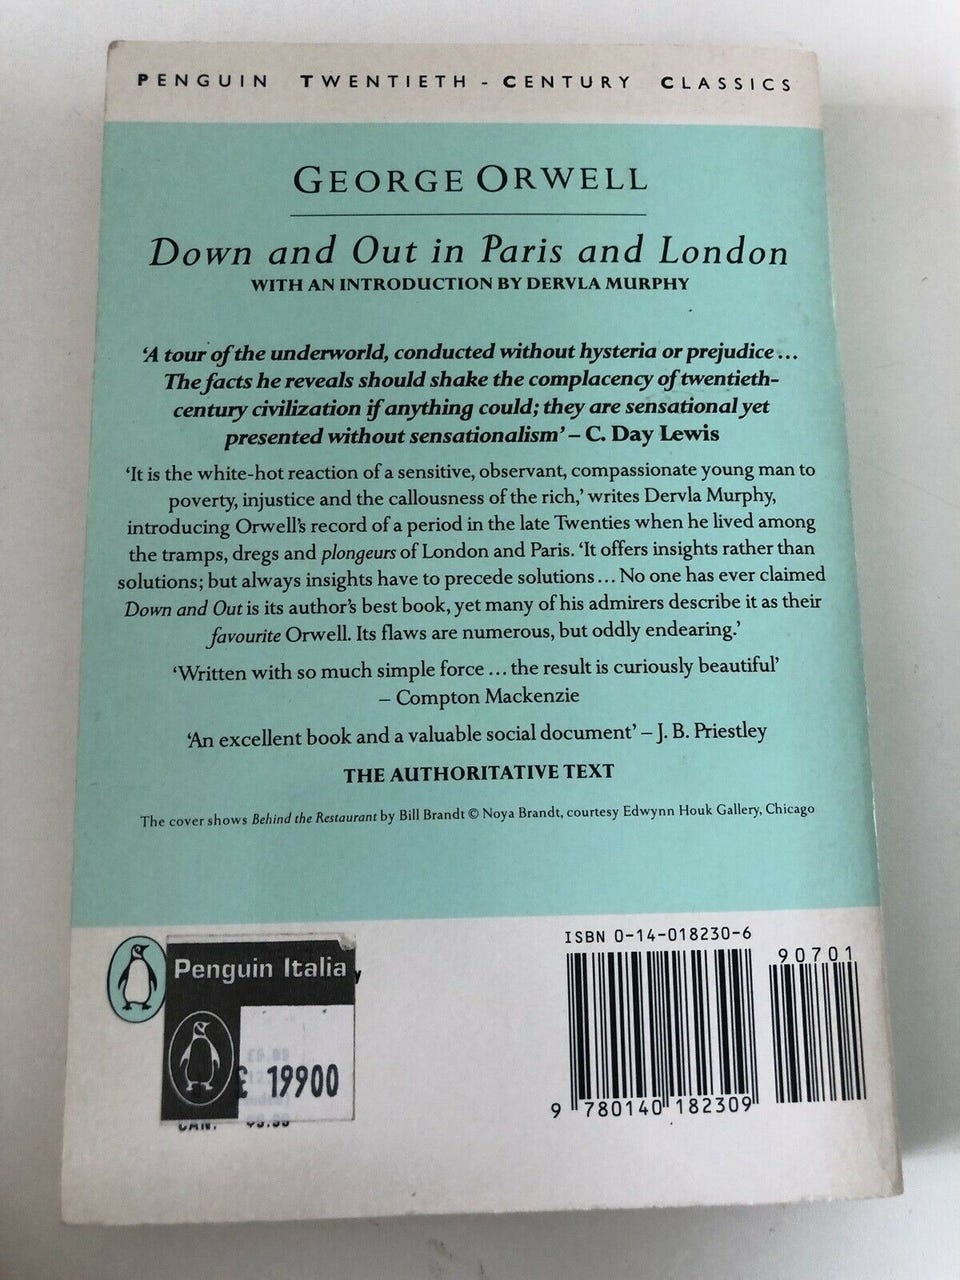 PENGUIN TWENTIETH-CENTURY CLASSICS
GEORGE ORWELL
Down and Out in Paris and London
WITH AN INTRODUCTION BY DERVLA MURPHY
‘A tour of the underworld, conducted without hysteria or prejudice…
The facts he reveals should shake the complacency of twentieth-
century civilization if anything could; they are sensational yet
presented without sensationalism’ – C. Day Lewis
‘It is the white-hot reaction of a sensitive, observant, compassionate young man to
poverty, injustice and the callousness of the rich,’ writes Dervla Murphy,
introducing Orwell’s record of a period in the late Twenties when he lived among
the tramps, dregs and plongeurs of London and Paris. ‘It offers insights rather than
solutions; but always insights have to precede solutions… No one has ever claimed
Down and Out is its author’s best book, yet many of his admirers describe it as their
favourite Orwell. Its flaws are numerous, but oddly endearing.’
‘Written with so much simple force … the result is curiously beautiful’
– Compton Mackenzie
‘An excellent book and a valuable social document’ – J. B. Priestley
THE AUTHORITATIVE TEXT
The cover shows Behind the Restaurant by Bill Brandt © Noya Brandt, courtesy Edwynn Houk Gallery, Chicago
Penguin Italia
£ 19900
ISBN 0-14-018230-6
90701
9 780140 182309